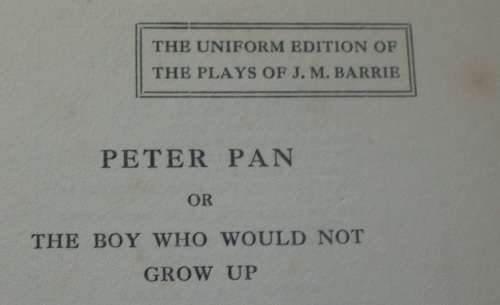 THE UNIFORM EDITION OF
THE PLAYS OF J. M. BARRIE
PETER PAN
OR
THE BOY WHO WOULD NOT
GROW UP